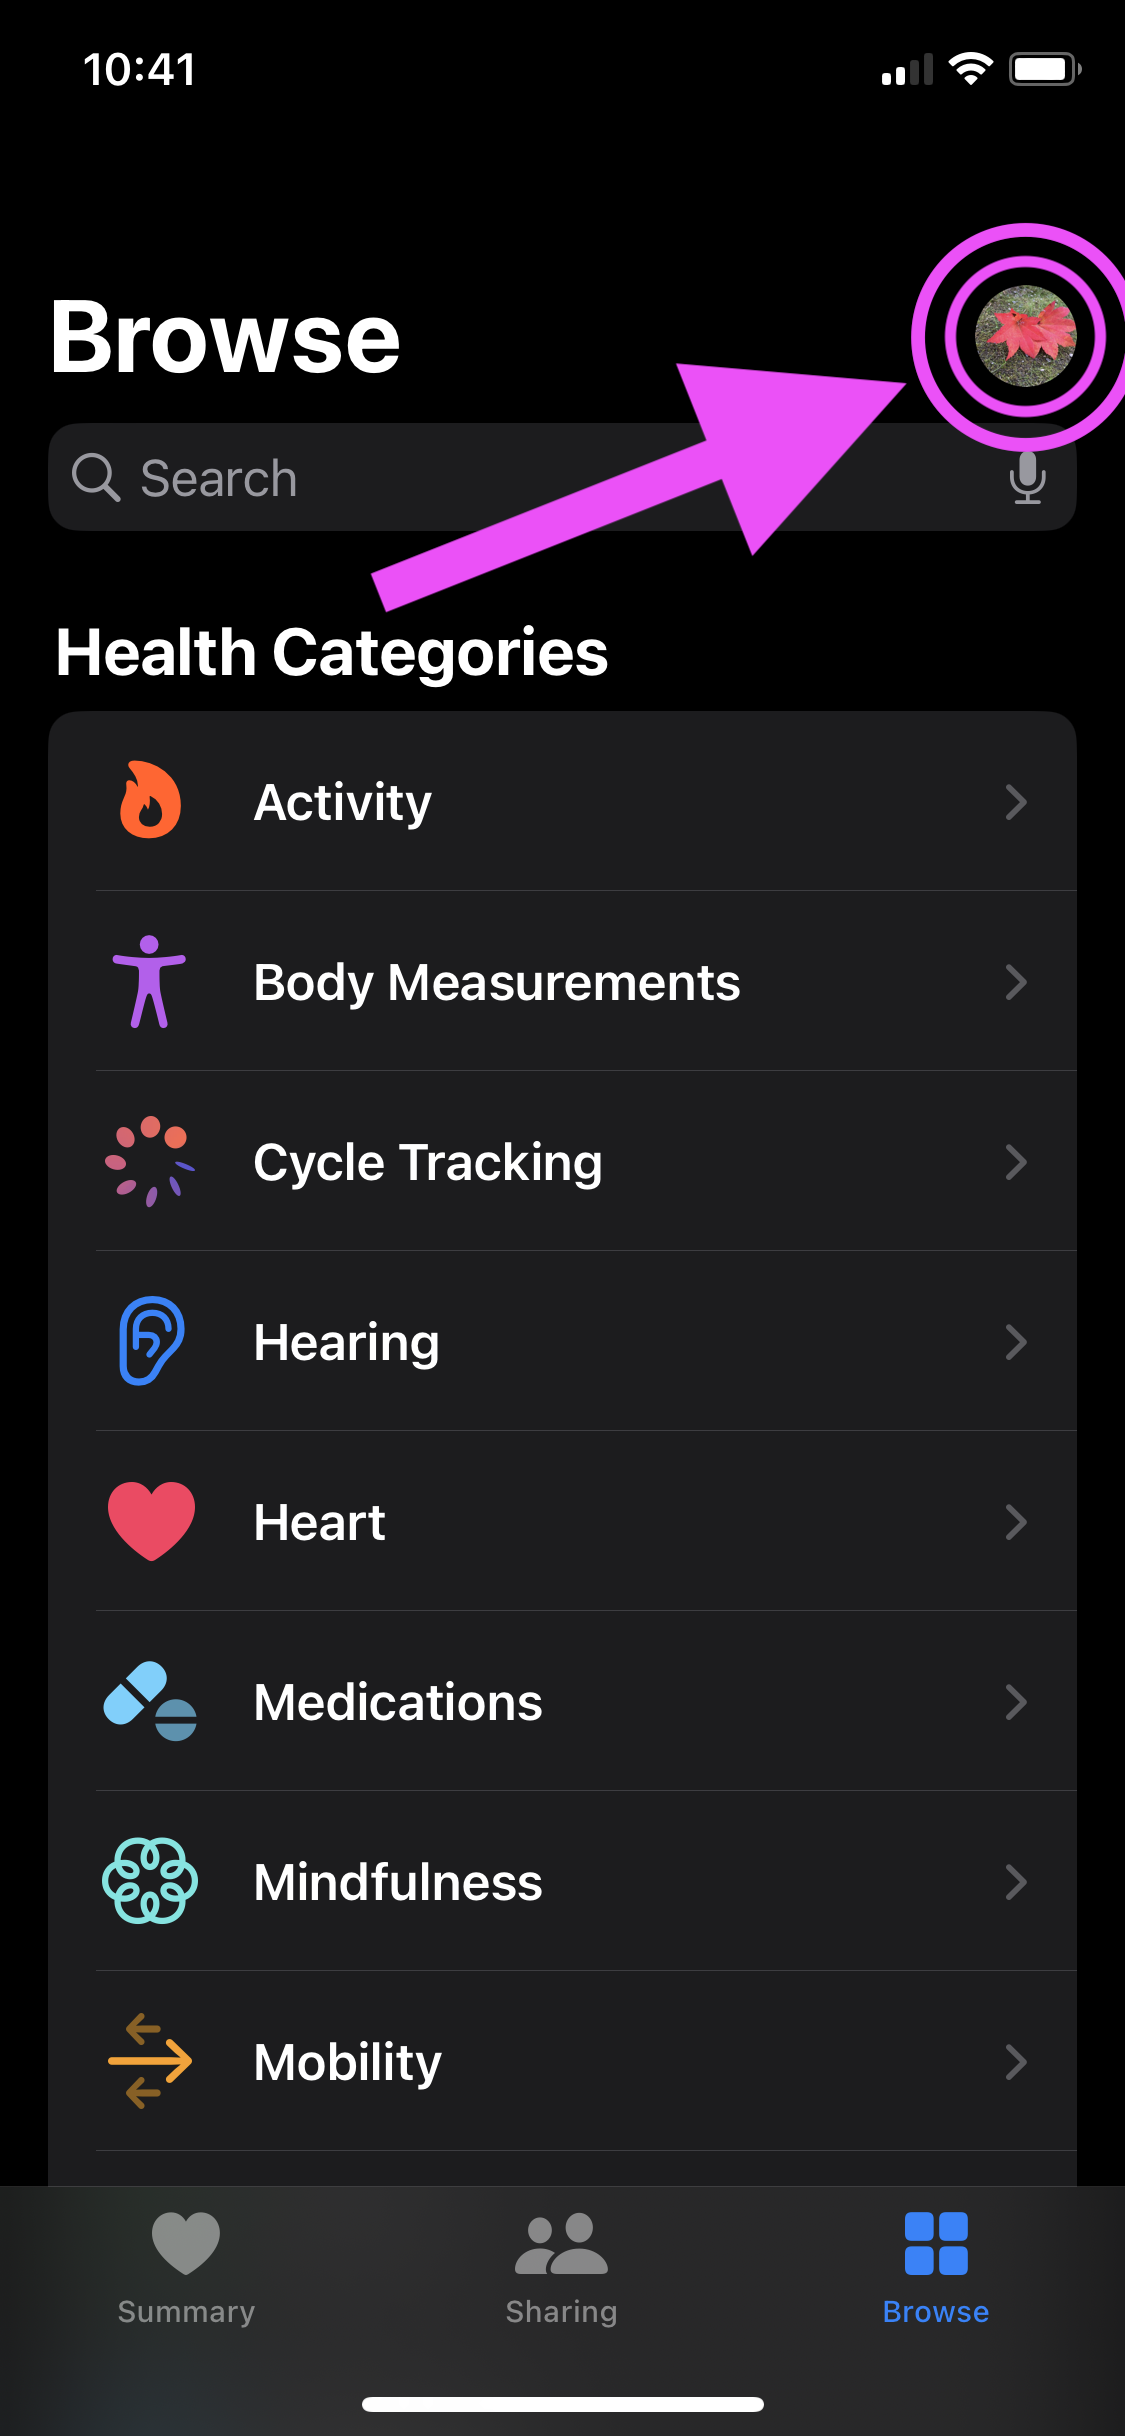 10:41
Browse
Search
Health Categories
Activity
Body Measurements
Cycle Tracking
Hearing
Heart
Medications
Mindfulness
Mobility
Summary
Sharing
Browse